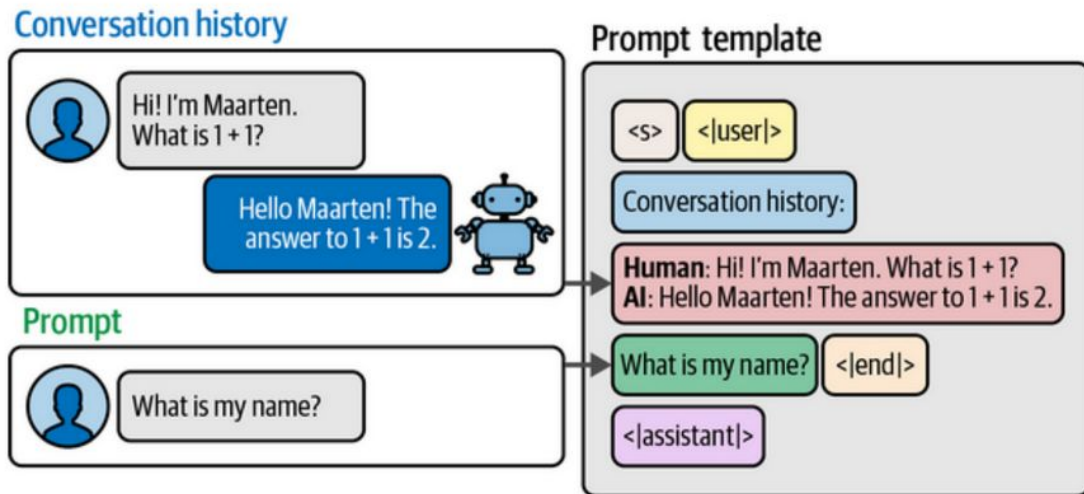 Conversation history
Hi! I'm Maarten.
What is 1 + 1?
Hello Maarten! The
answer to 1 + 1 is 2.
Prompt
What is my name?
Prompt template
<s> <|user|>
Conversation history:
Human: Hi! I'm Maarten. What is 1 + 1?
AI: Hello Maarten! The answer to 1 + 1 is 2.
What is my name? <|end|>
<|assistant|>